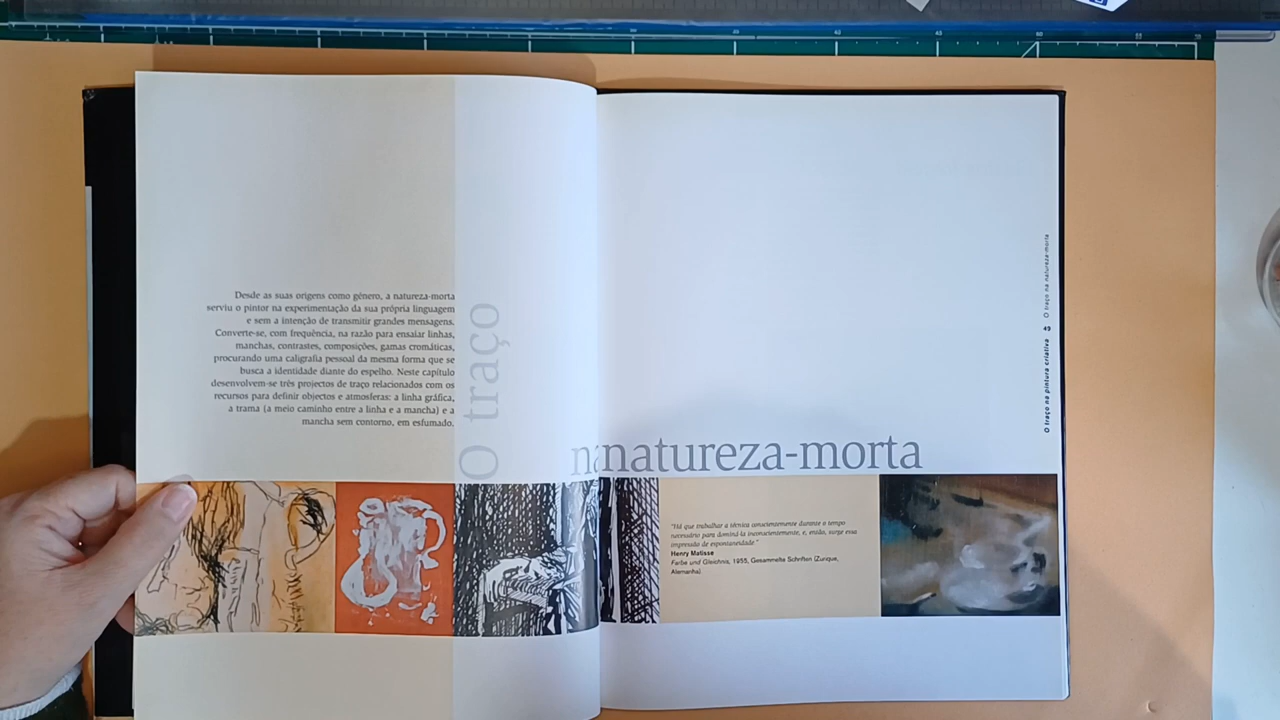 Desde as suas origens como género, a natureza-morta
serviu o pintor na experimentação da sua própria linguagem
e sem a intenção de transmitir grandes mensagens.
Converte-se, com frequência, na razão para ensaiar linhas,
manchas, contrastes, composições, gamas cromáticas,
procurando uma caligrafia pessoal da mesma forma que se
busca a identidade diante do espelho. Neste capítulo
desenvolvem-se três projectos de traço relacionados com os
recursos para definir objectos e atmosferas: a linha gráfica,
a trama (a meio caminho entre a linha e a mancha) e a
mancha sem contorno, em esfumado.
O traço
na
natureza-morta
"Há que trabalhar a técnica conscientemente durante o tempo
necessário para dominá-la inconscientemente, e, então, surge essa
impressão de espontaneidade"
Henry Matisse
Farbe und Gleichnis, 1955, Gesammelte Schriften (Zurique,
Alemanha).
O traço na pintura criativa 43 O traço na natureza-morta